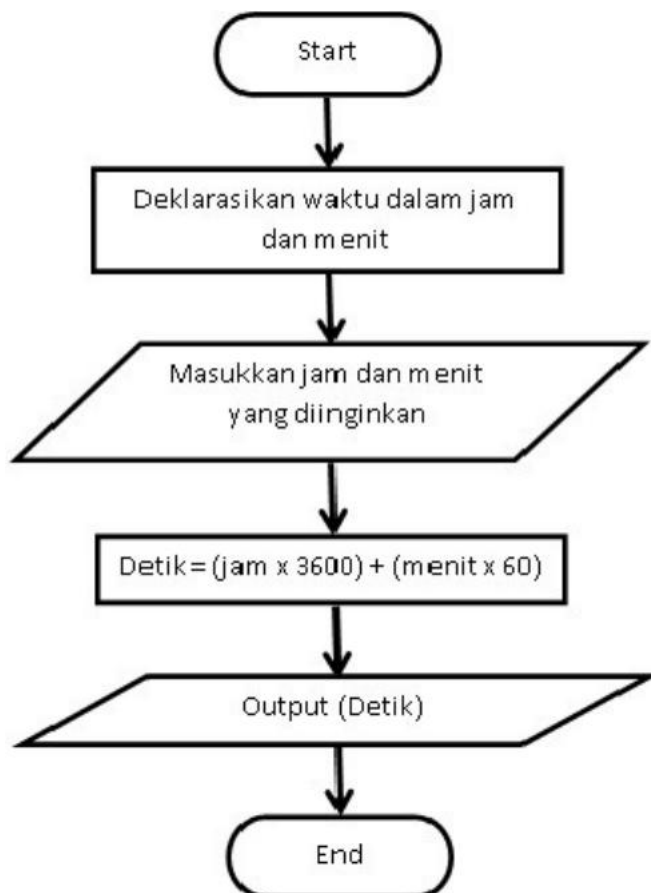 Start
Deklarasikan waktu dalam jam
dan menit
Masukkan jam dan menit
yang diinginkan
Detik = (jam x 3600) + (menit x 60)
Output (Detik)
End